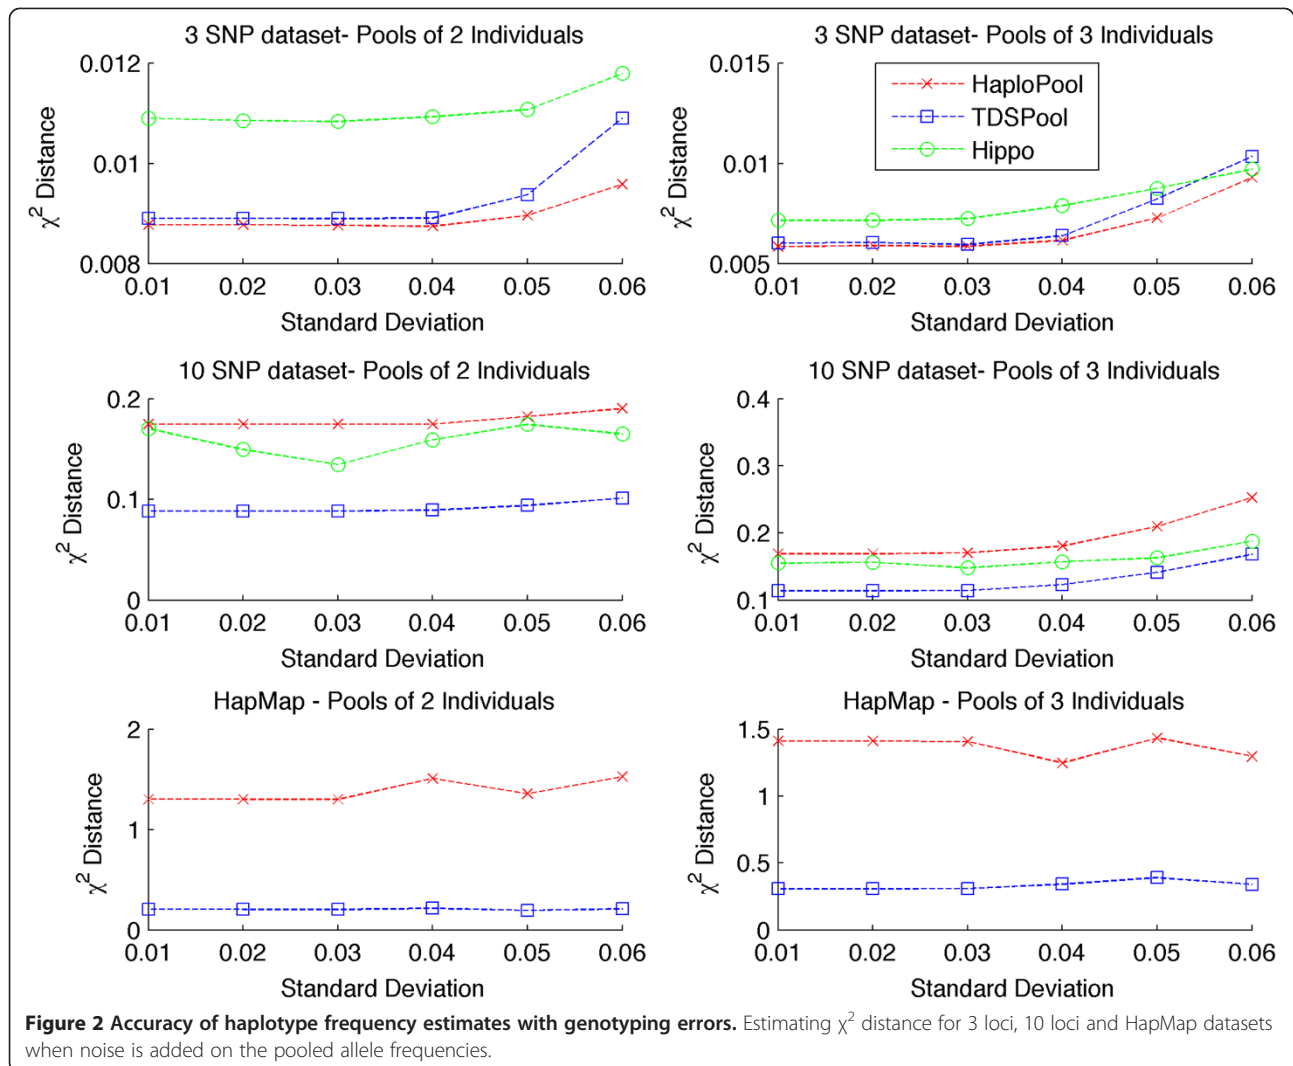 3 SNP dataset- Pools of 2 Individuals
0.012
0.01
0.008
χ² Distance
0.01 0.02 0.03 0.04 0.05 0.06
Standard Deviation
3 SNP dataset- Pools of 3 Individuals
0.015
0.01
0.005
χ² Distance
HaploPool
TDSPool
Hippo
0.01 0.02 0.03 0.04 0.05 0.06
Standard Deviation
10 SNP dataset- Pools of 2 Individuals
0.2
0.1
0
χ² Distance
0.01 0.02 0.03 0.04 0.05 0.06
Standard Deviation
10 SNP dataset- Pools of 3 Individuals
0.4
0.3
0.2
0.1
χ² Distance
0.01 0.02 0.03 0.04 0.05 0.06
Standard Deviation
HapMap - Pools of 2 Individuals
2
1
0
χ² Distance
0.01 0.02 0.03 0.04 0.05 0.06
Standard Deviation
HapMap - Pools of 3 Individuals
1.5
1
0.5
0
χ² Distance
0.01 0.02 0.03 0.04 0.05 0.06
Standard Deviation
Figure 2 Accuracy of haplotype frequency estimates with genotyping errors. Estimating χ² distance for 3 loci, 10 loci and HapMap datasets
when noise is added on the pooled allele frequencies.